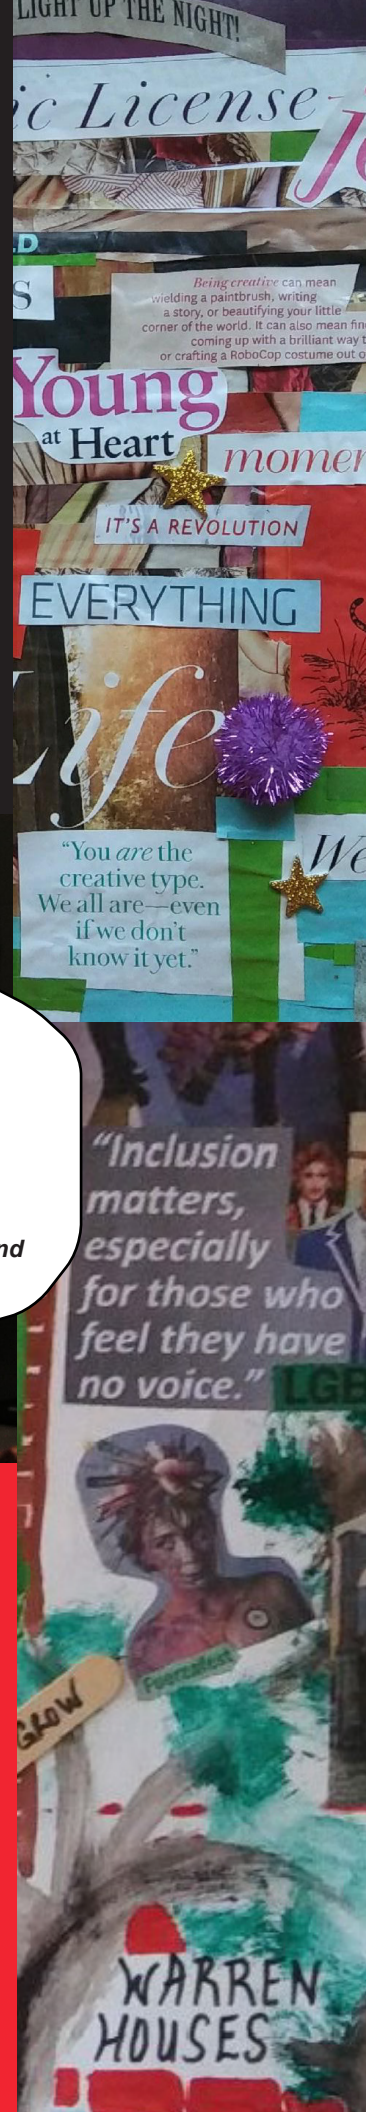 LIGHT UP THE NIGHT!
ic License
.D
S
Being creative can mean
wielding a paintbrush, writing
a story, or beautifying your little
corner of the world. It can also mean
coming up with a brilliant way
or crafting a RoboCop costume out
Young
at Heart
IT'S A REVOLUTION
EVERYTHING
Life
We
“You are the
creative type.
We all are—even
if we don't
know it yet.”
nd
“Inclusion
matters,
especially
for those who
feel they have
no voice.”
LGB
GROW
WARREN
HOUSES